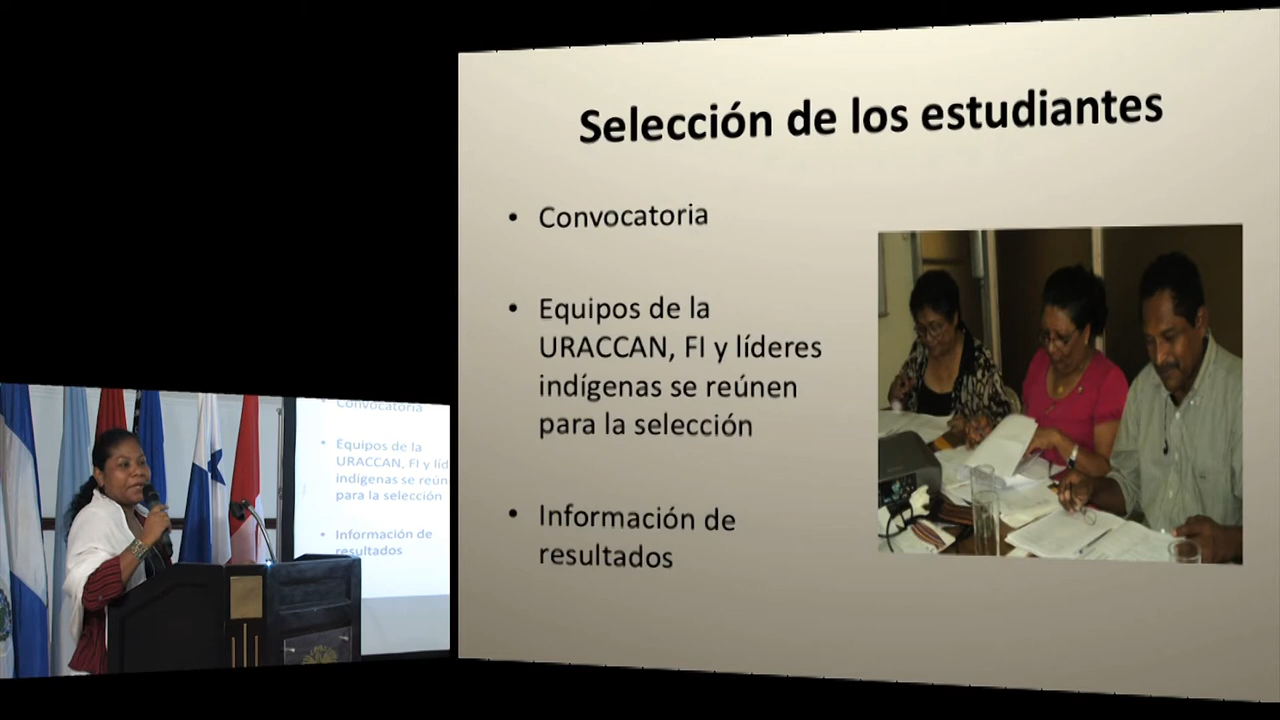 Selección de los estudiantes
• Convocatoria
• Equipos de la
URACCAN, FI y líderes
indígenas se reúnen
para la selección
• Información de
resultados
Convocatoria
• Equipos de la
URACCAN, FI y líd
indígenas se reún
para la selección
• Información de
resultados